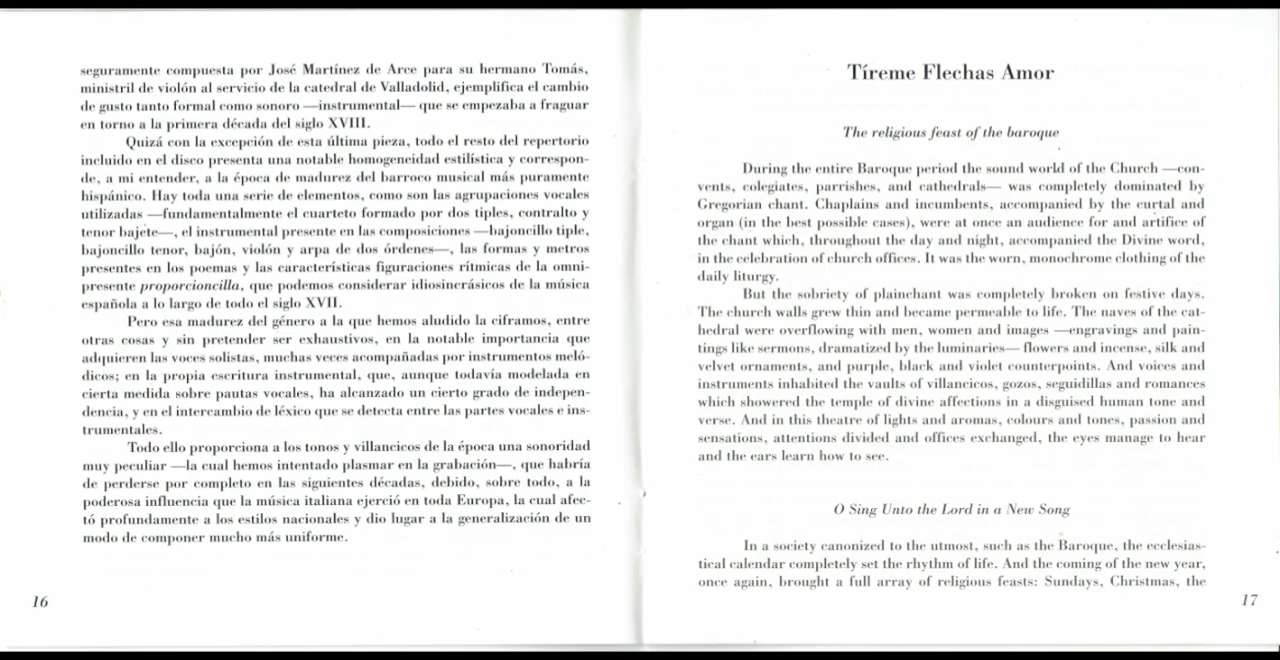 seguramente compuesta por José Martínez de Arce para su hermano Tomás,
ministril de violón al servicio de la catedral de Valladolid, ejemplifica el cambio
de gusto tanto formal como sonoro —instrumental— que se empezaba a fraguar
en torno a la primera década del siglo XVIII.
Quizá con la excepción de esta última pieza, todo el resto del repertorio
incluido en el disco presenta una notable homogeneidad estilística y correspon-
de, a mi entender, a la época de madurez del barroco musical más puramente
hispánico. Hay toda una serie de elementos, como son las agrupaciones vocales
utilizadas —fundamentalmente el cuarteto formado por dos tiples, contralto y
tenor bajete—, el instrumental presente en las composiciones —bajoncillo tiple,
bajoncillo tenor, bajón, violón y arpa de dos órdenes—, las formas y metros
presentes en los poemas y las características figuraciones rítmicas de la omni-
presente proporcioncilla, que podemos considerar idiosincrásicos de la música
española a lo largo de todo el siglo XVII.
Pero esa madurez del género a la que hemos aludido la ciframos, entre
otras cosas y sin pretender ser exhaustivos, en la notable importancia que
adquieren las voces solistas, muchas veces acompañadas por instrumentos meló-
dicos; en la propia escritura instrumental, que, aunque todavía modelada en
cierta medida sobre pautas vocales, ha alcanzado un cierto grado de indepen-
dencia, y en el intercambio de léxico que se detecta entre las partes vocales e ins-
trumentales.
Todo ello proporciona a los tonos y villancicos de la época una sonoridad
muy peculiar —la cual hemos intentado plasmar en la grabación—, que habría
de perderse por completo en las siguientes décadas, debido, sobre todo, a la
poderosa influencia que la música italiana ejerció en toda Europa, la cual afec-
tó profundamente a los estilos nacionales y dio lugar a la generalización de un
modo de componer mucho más uniforme.
16
Tíreme Flechas Amor
The religious feast of the baroque
During the entire Baroque period the sound world of the Church —con-
vents, colegiates, parrishes, and cathedrals— was completely dominated by
Gregorian chant. Chaplains and incumbents, accompanied by the curtal and
organ (in the best possible cases), were at once an audience for and artifice of
the chant which, throughout the day and night, accompanied the Divine word,
in the celebration of church offices. It was the worn, monochrome clothing of the
daily liturgy.
But the sobriety of plainchant was completely broken on festive days.
The church walls grew thin and became permeable to life. The naves of the cat-
hedral were overflowing with men, women and images —engravings and pain-
tings like sermons, dramatized by the luminaries— flowers and incense, silk and
velvet ornaments, and purple, black and violet counterpoints. And voices and
instruments inhabited the vaults of villancicos, gozos, seguidillas and romances
which showered the temple of divine affections in a disguised human tone and
verse. And in this theatre of lights and aromas, colours and tones, passion and
sensations, attentions divided and offices exchanged, the eyes manage to hear
and the ears learn how to see.
O Sing Unto the Lord in a New Song
In a society canonized to the utmost, such as the Baroque, the ecclesias-
tical calendar completely set the rhythm of life. And the coming of the new year,
once again, brought a full array of religious feasts: Sundays, Christmas, the
17